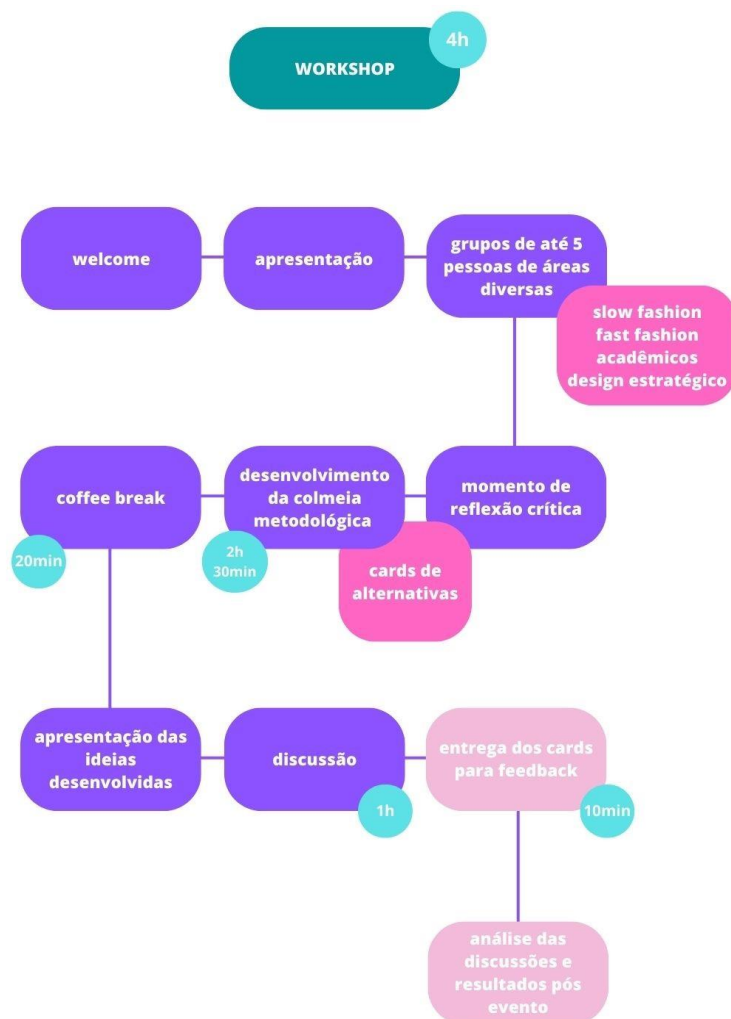 WORKSHOP
4h
welcome
apresentação
grupos de até 5
pessoas de áreas
diversas
slow fashion
fast fashion
acadêmicos
design estratégico
coffee break
20min
desenvolvimento
da colmeia
metodológica
2h
30min
cards de
alternativas
momento de
reflexão crítica
apresentação das
ideias
desenvolvidas
discussão
1h
entrega dos cards
para feedback
10min
análise das
discussões e
resultados pós
evento